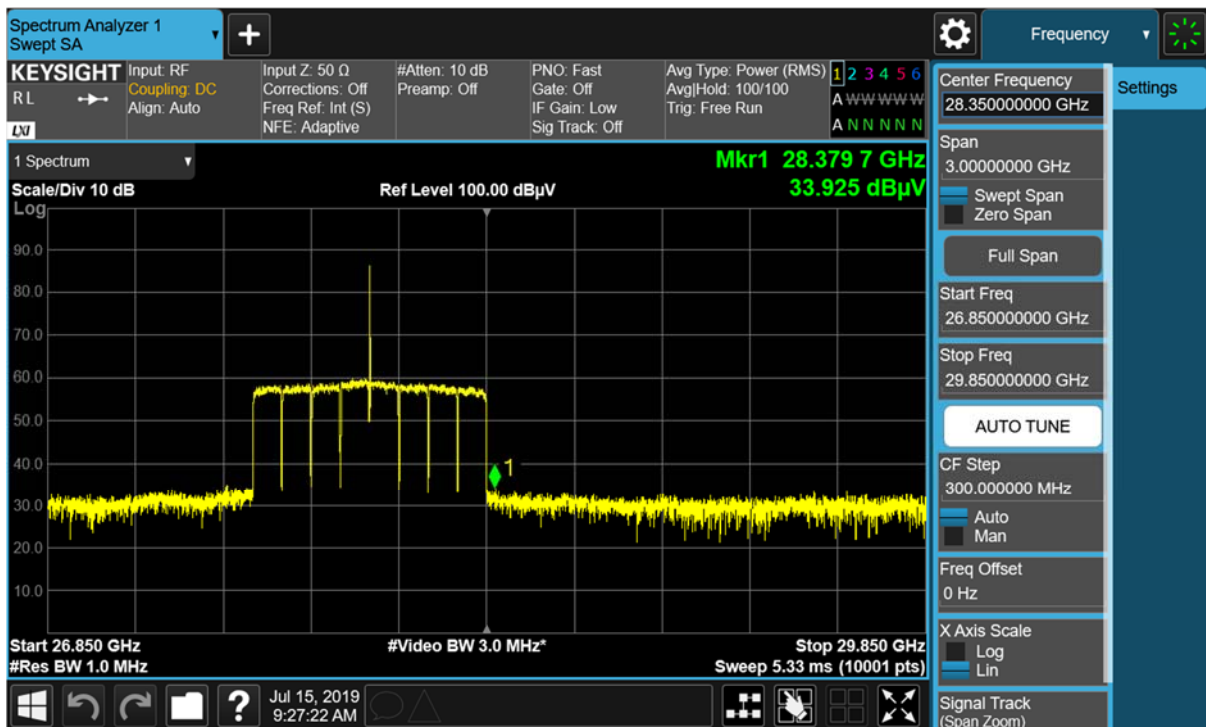 Spectrum Analyzer 1
Swept SA
Frequency
KEYSIGHT
R L
LXI
Input: RF
Coupling: DC
Align: Auto
Input Z: 50 Ω
Corrections: Off
Freq Ref: Int (S)
NFE: Adaptive
#Atten: 10 dB
Preamp: Off
PNO: Fast
Gate: Off
IF Gain: Low
Sig Track: Off
Avg Type: Power (RMS)
Avg|Hold: 100/100
Trig: Free Run
1 2 3 4 5 6
A W W W W W
A N N N N N
1 Spectrum
Scale/Div 10 dB
Ref Level 100.00 dBµV
Mkr1 28.379 7 GHz
33.925 dBµV
Log
90.0
80.0
70.0
60.0
50.0
40.0
30.0
20.0
10.0
1
Start 26.850 GHz
#Video BW 3.0 MHz*
Stop 29.850 GHz
#Res BW 1.0 MHz
Sweep 5.33 ms (10001 pts)
?
Jul 15, 2019
9:27:22 AM
Center Frequency
28.350000000 GHz
Settings
Span
3.00000000 GHz
Swept Span
Zero Span
Full Span
Start Freq
26.850000000 GHz
Stop Freq
29.850000000 GHz
AUTO TUNE
CF Step
300.000000 MHz
Auto
Man
Freq Offset
0 Hz
X Axis Scale
Log
Lin
Signal Track
(Span Zoom)